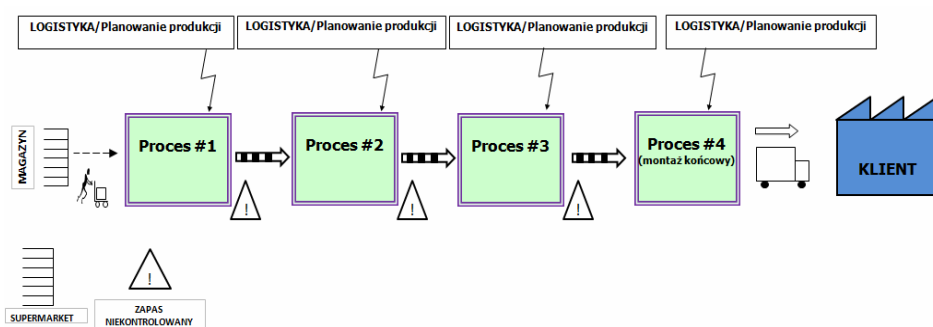 LOGISTYKA/Planowanie produkcji
LOGISTYKA/Planowanie produkcji
LOGISTYKA/Planowanie produkcji
LOGISTYKA/Planowanie produkcji
MAGAZYN
Proces #1
Proces #2
Proces #3
Proces #4
(montaż końcowy)
KLIENT
!
!
!
!
SUPERMARKET
ZAPAS
NIEKONTROLOWANY